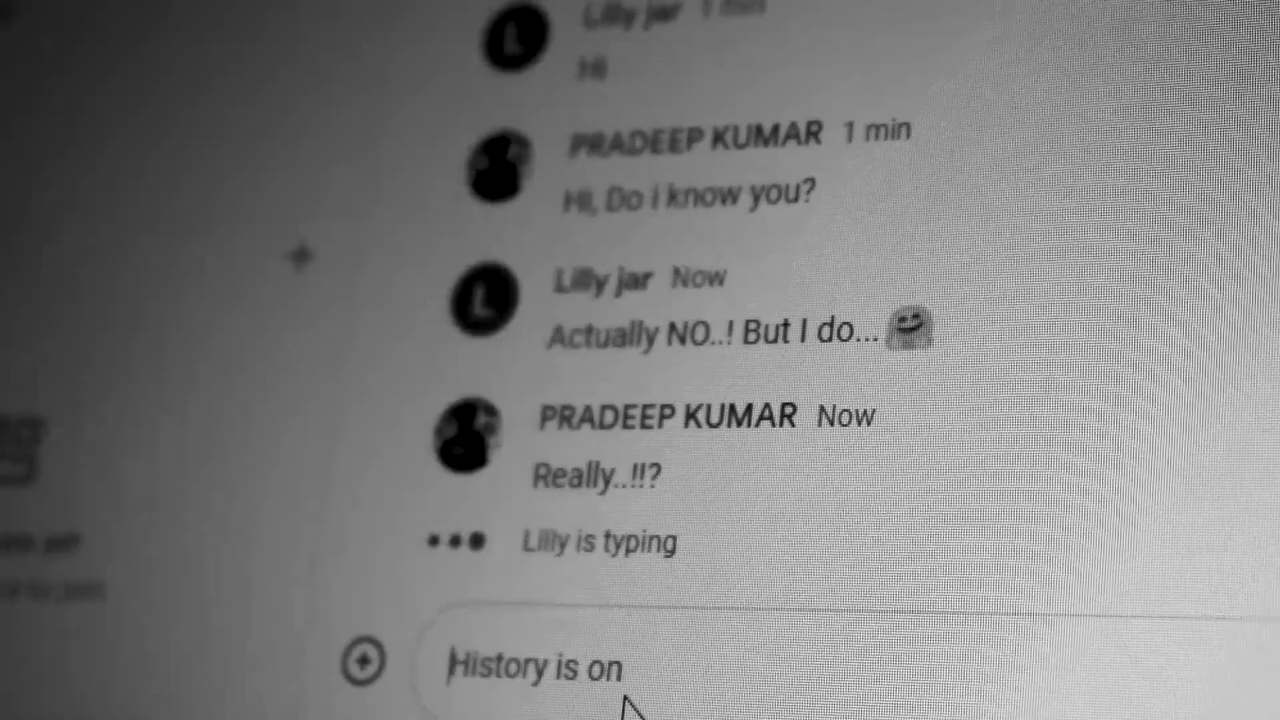 Lilly jar 1 min
L
Hi
PRADEEP KUMAR 1 min
Hi, Do i know you?
Lilly jar Now
L
Actually NO..! But I do...
PRADEEP KUMAR Now
Really..!!?
Lilly is typing
History is on